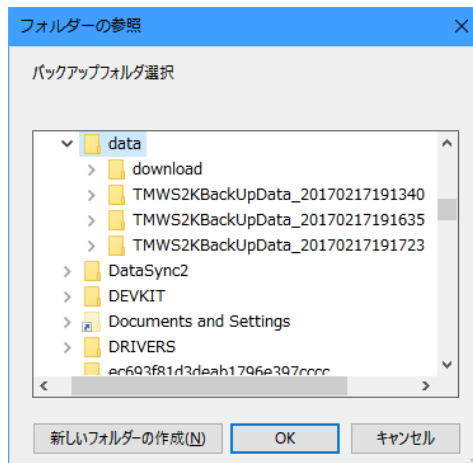 フォルダーの参照
バックアップフォルダ選択
data
download
TMWS2KBackUpData_20170217191340
TMWS2KBackUpData_20170217191635
TMWS2KBackUpData_20170217191723
DataSync2
DEVKIT
Documents and Settings
DRIVERS
ec693f81d3deab1796e397cccc
新しいフォルダーの作成(N) OK キャンセル